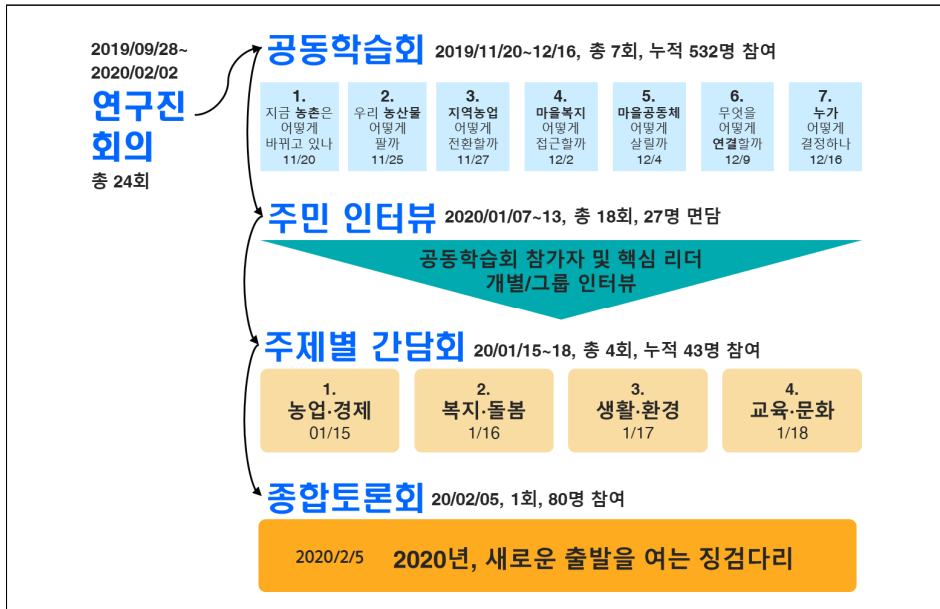 2019/09/28~
2020/02/02
연구진
회의
총 24회
공동학습회 2019/11/20~12/16, 총 7회, 누적 532명 참여
1.
지금 농촌은
어떻게
바뀌고 있나
11/20
2.
우리 농산물
어떻게
팔까
11/25
3.
지역농업
어떻게
전환할까
11/27
4.
마을복지
어떻게
접근할까
12/2
5.
마을공동체
어떻게
살릴까
12/4
6.
무엇을
어떻게
연결할까
12/9
7.
누가
어떻게
결정하나
12/16
주민 인터뷰 2020/01/07~13, 총 18회, 27명 면담
공동학습회 참가자 및 핵심 리더
개별/그룹 인터뷰
주제별 간담회 20/01/15~18, 총 4회, 누적 43명 참여
1.
농업·경제
01/15
2.
복지·돌봄
1/16
3.
생활·환경
1/17
4.
교육·문화
1/18
종합토론회 20/02/05, 1회, 80명 참여
2020/2/5 2020년, 새로운 출발을 여는 징검다리